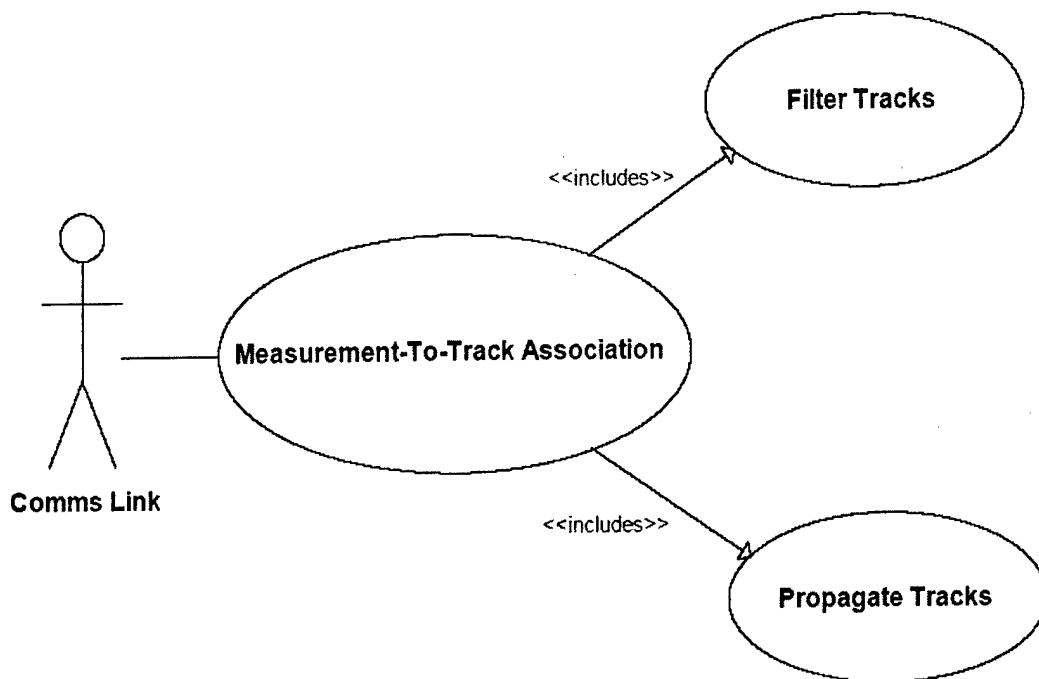 Filter Tracks
<<includes>>
Measurement-To-Track Association
Comms Link
<<includes>>
Propagate Tracks